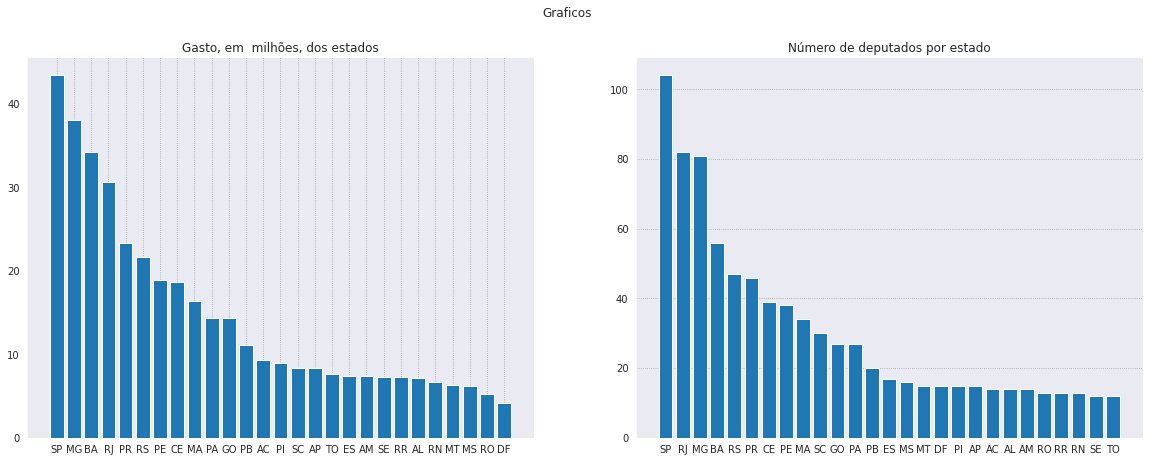 Graficos
Gasto, em  milhões, dos estados
40
30
20
10
0
SP MG BA RJ PR RS PE CE MA PA GO PB AC PI SC AP TO ES AM SE RR AL RN MT MS RO DF
Número de deputados por estado
100
80
60
40
20
0
SP RJ MG BA RS PR CE PE MA SC GO PA PB ES MS MT DF PI AP AC AL AM RO RR RN SE TO